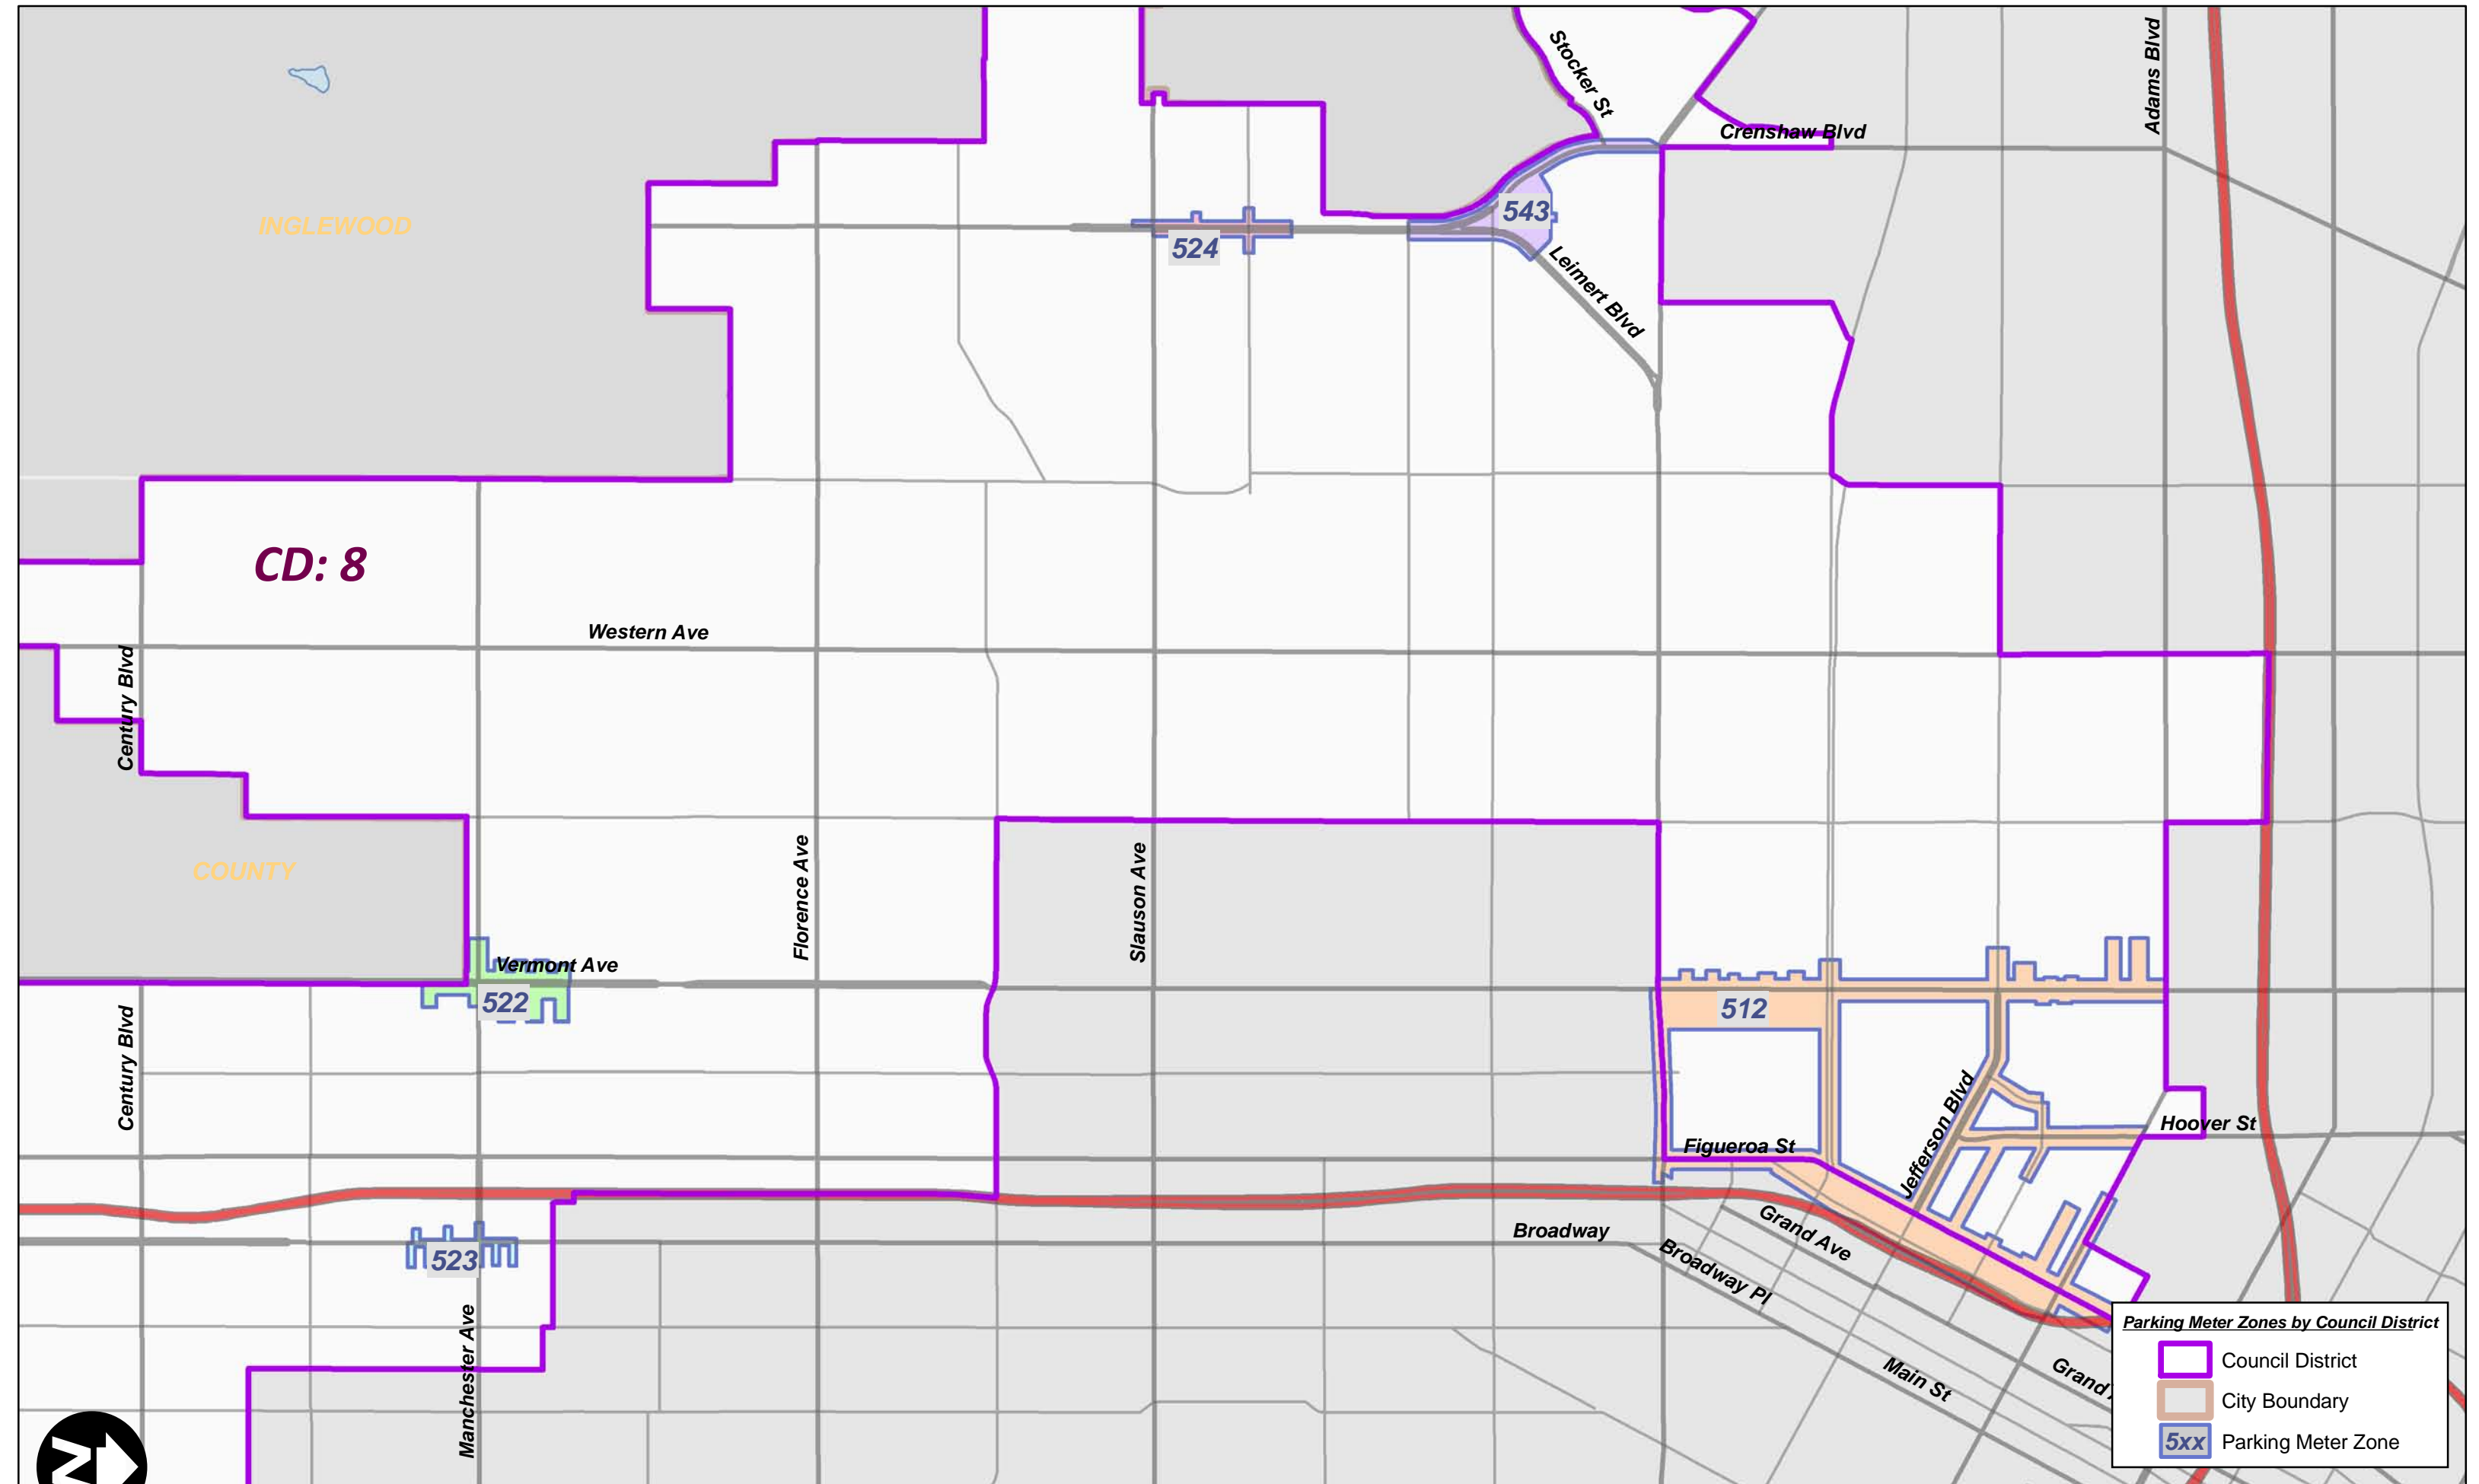 Stocker St
Adams Blvd
Crenshaw Blvd
INGLEWOOD
543
524
Leimert Blvd
CD: 8
Western Ave
Century Blvd
COUNTY
Florence Ave
Slauson Ave
Vermont Ave
522
512
Century Blvd
Jefferson Blvd
Hoover St
Figueroa St
Broadway
Grand Ave
523
Broadway Pl
Manchester Ave
Main St
Grand
Parking Meter Zones by Council District
Council District
City Boundary
5xx Parking Meter Zone
N